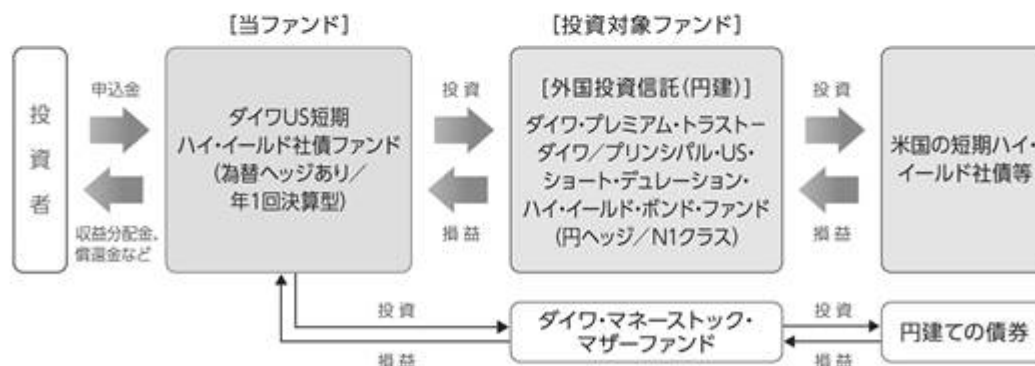 [当ファンド]
[投資対象ファンド]
投資者
申込金
収益分配金、
償還金など
ダイワUS短期
ハイ・イールド社債ファンド
(為替ヘッジあり/
年1回決算型)
投資
損益
[外国投資信託(円建)]
ダイワ・プレミアム・トラスト－
ダイワ/プリンシパル・US・
ショート・デュレーション・
ハイ・イールド・ボンド・ファンド
(円ヘッジ/N1クラス)
投資
損益
米国の短期ハイ・
イールド社債等
投資
損益
ダイワ・マネーストック・
マザーファンド
投資
損益
円建ての債券